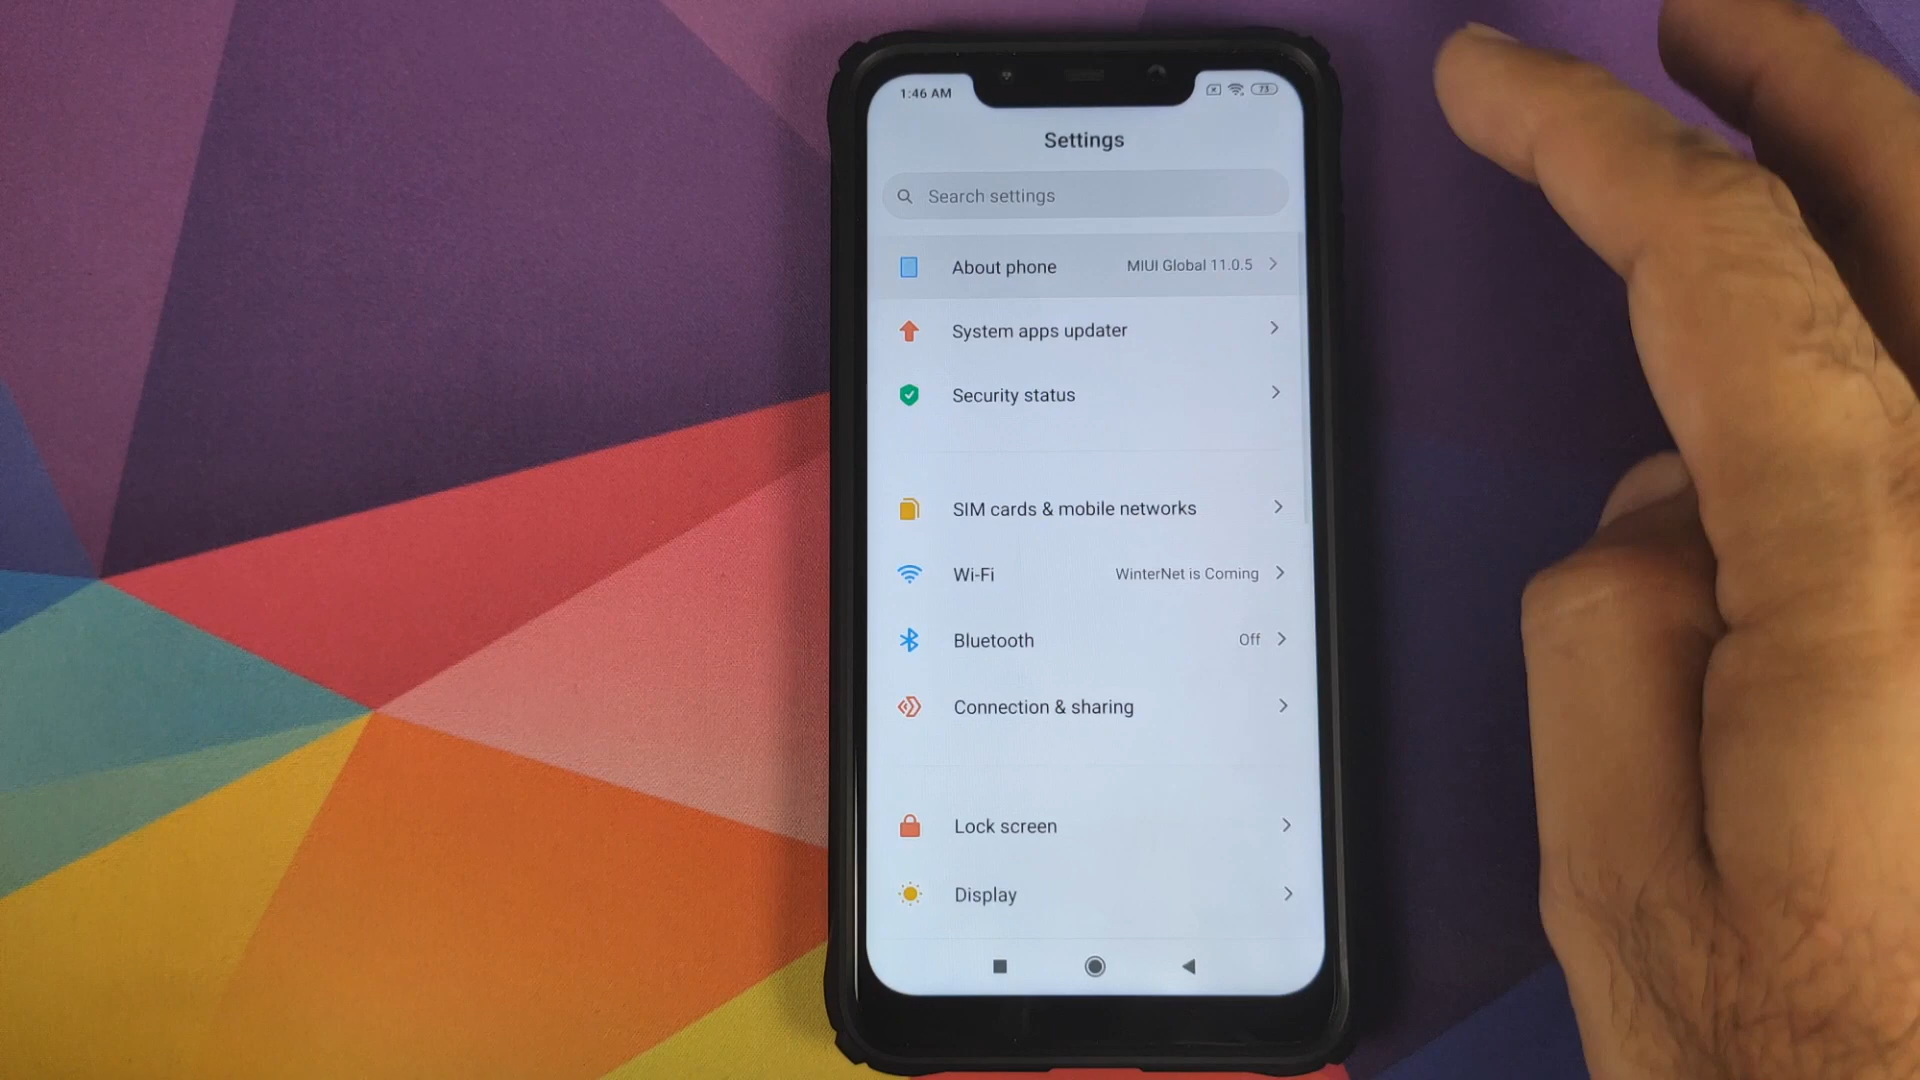 1:46 AM
73
Settings
Search settings
About phone MIUI Global 11.0.5
System apps updater
Security status
SIM cards & mobile networks
Wi-Fi WinterNet is Coming
Bluetooth Off
Connection & sharing
Lock screen
Display